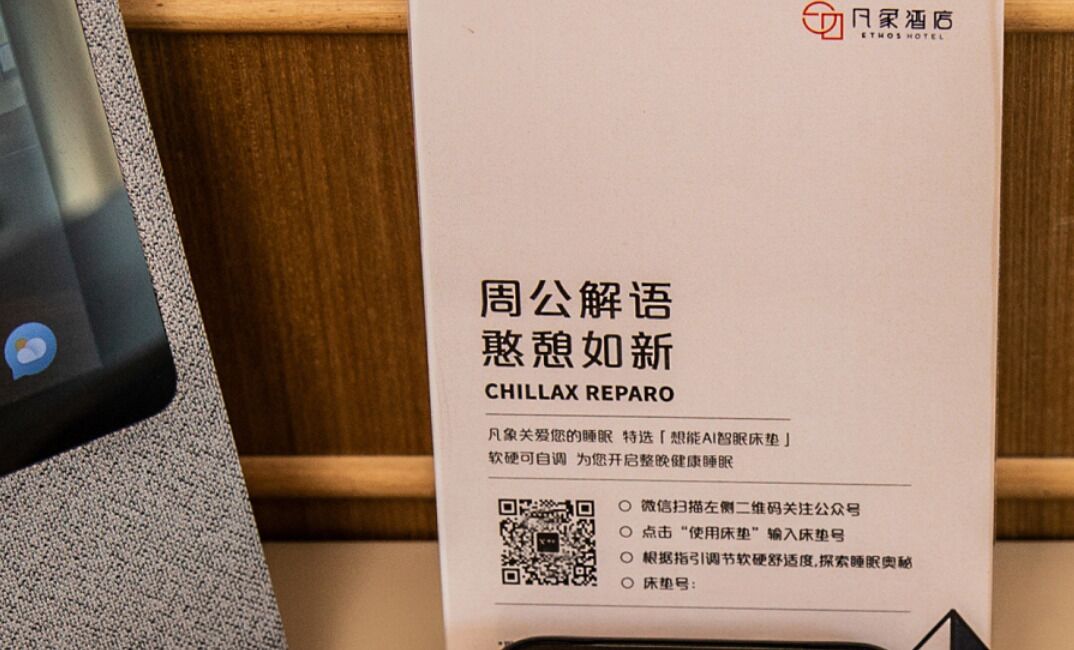 凡象酒店
ETHOS HOTEL
周公解语
憨憩如新
CHILLAX REPARO
凡象关爱您的睡眠 特选「想能AI智眠床垫」
软硬可自调 为您开启整晚健康睡眠
微信扫描左侧二维码关注公众号
点击“使用床垫”输入床垫号
根据指引调节软硬舒适度,探索睡眠奥秘
床垫号: